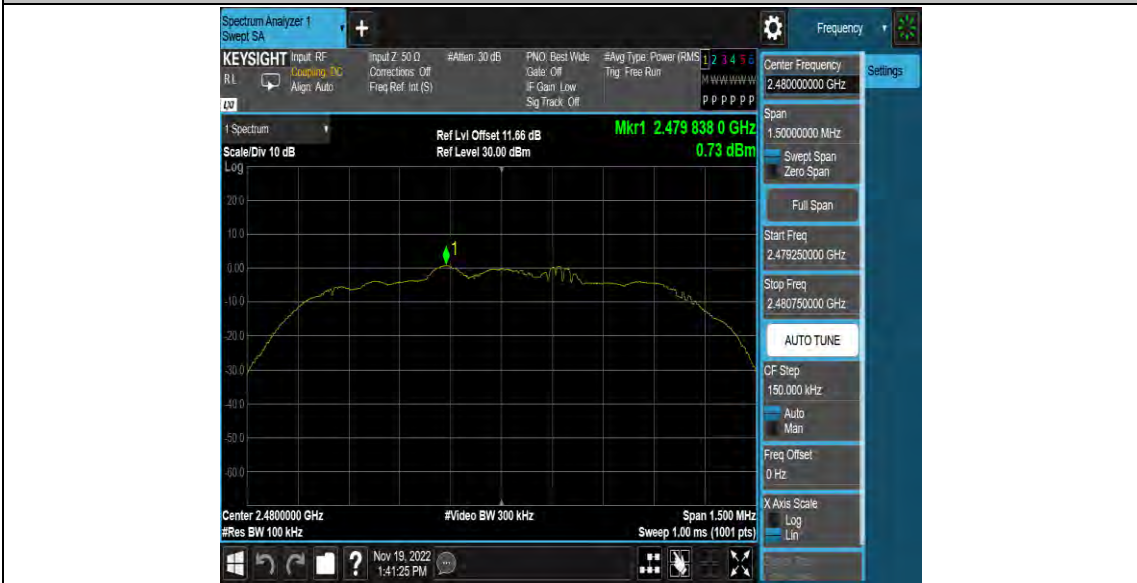 Spectrum Analyzer 1
Swept SA
+
Frequency
KEYSIGHT
Input: RF
Coupling: DC
Align: Auto
RL
LXI
Input Z: 50 Ω
Corrections: Off
Freq Ref: Int (S)
#Atten: 30 dB
PNO: Best Wide
Gate: Off
IF Gain: Low
Sig Track: Off
#Avg Type: Power (RMS
Trig: Free Run
1 2 3 4 5 6
M W W W W W
P P P P P P
Center Frequency
2.480000000 GHz
Settings
Span
1.50000000 MHz
Swept Span
Zero Span
Full Span
Start Freq
2.479250000 GHz
Stop Freq
2.480750000 GHz
AUTO TUNE
CF Step
150.000 kHz
Auto
Man
Freq Offset
0 Hz
X Axis Scale
Log
Lin
1 Spectrum
Scale/Div 10 dB
Log
Ref Lvl Offset 11.66 dB
Ref Level 30.00 dBm
Mkr1 2.479 838 0 GHz
0.73 dBm
20.0
10.0
0.00
-10.0
-20.0
-30.0
-40.0
-50.0
-60.0
1
Center 2.4800000 GHz
#Res BW 100 kHz
#Video BW 300 kHz
Span 1.500 MHz
Sweep 1.00 ms (1001 pts)
?
Nov 19, 2022
1:41:25 PM